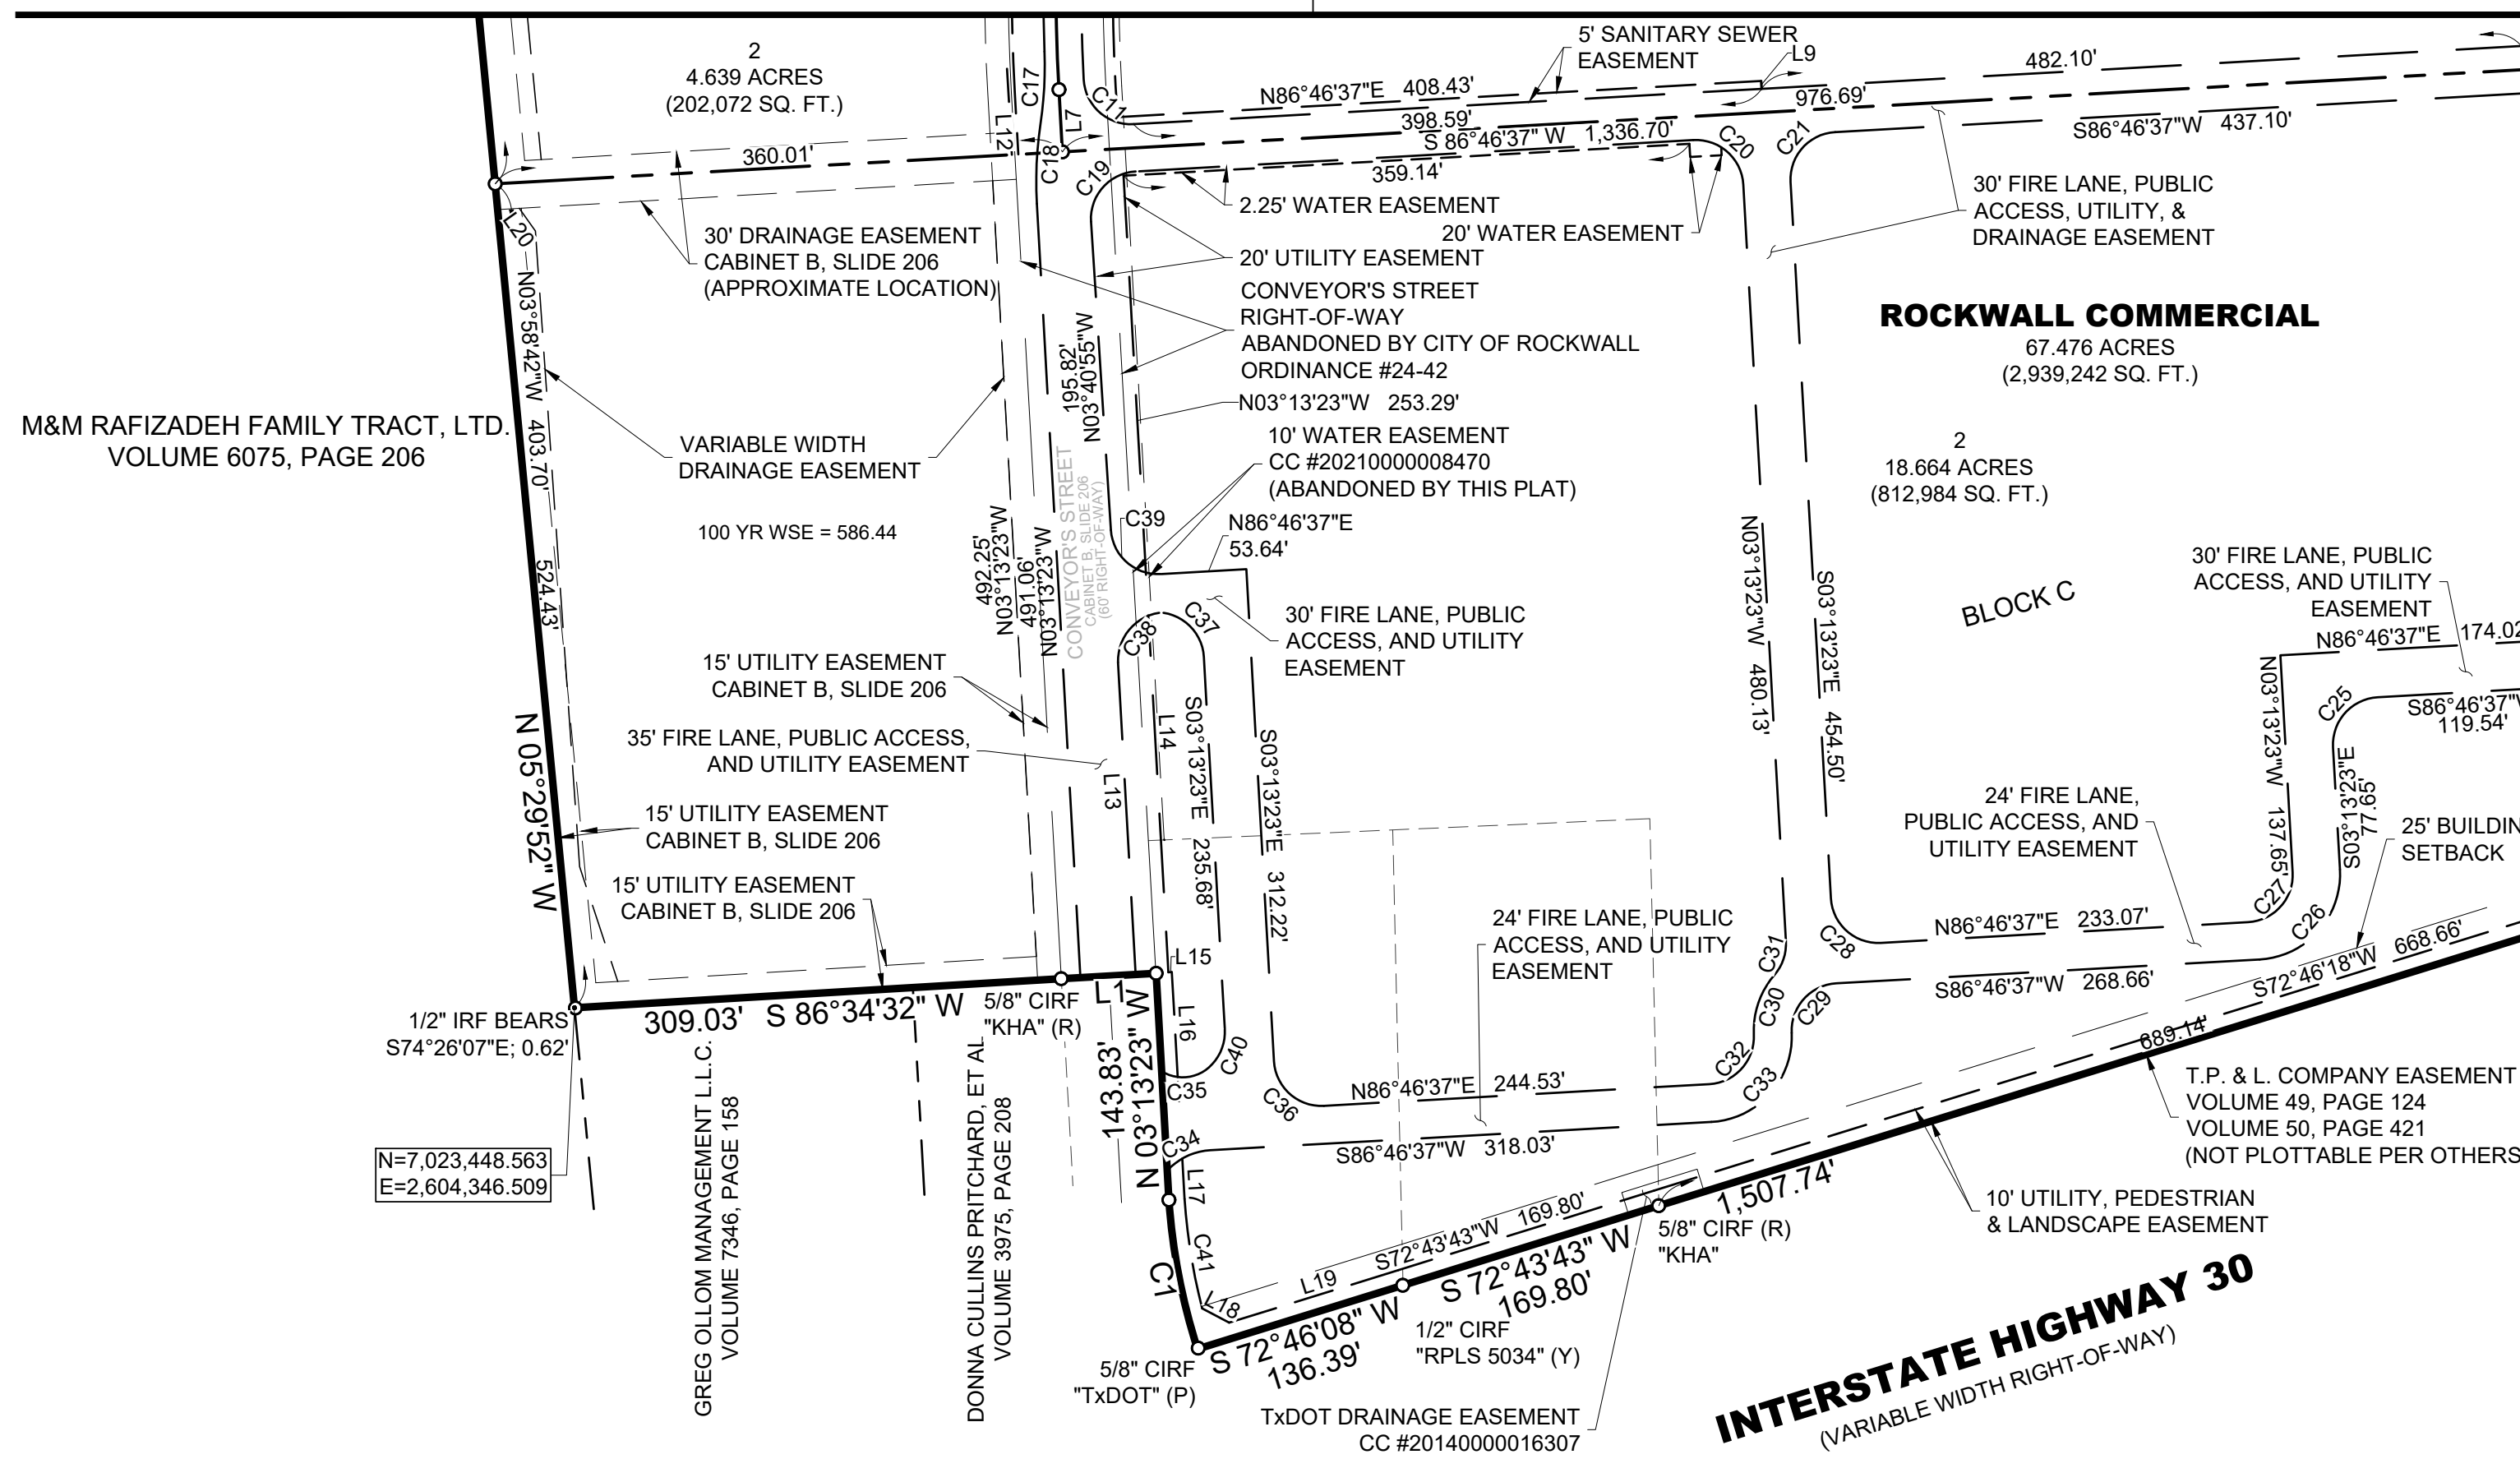 2
4.639 ACRES
(202,072 SQ. FT.)
C17
L7
C11
L12
C18
C19
360.01'
N86°46'37"E 408.43'
5' SANITARY SEWER
EASEMENT
L9
482.10'
976.69'
398.59'
S 86°46'37" W 1,336.70'
359.14'
C20
C21
S86°46'37"W 437.10'
30' FIRE LANE, PUBLIC
ACCESS, UTILITY, &
DRAINAGE EASEMENT
2.25' WATER EASEMENT
20' WATER EASEMENT
20' UTILITY EASEMENT
CONVEYOR'S STREET
RIGHT-OF-WAY
ABANDONED BY CITY OF ROCKWALL
ORDINANCE #24-42
N03°13'23"W 253.29'
10' WATER EASEMENT
CC #20210000008470
(ABANDONED BY THIS PLAT)
N86°46'37"E
53.64'
C39
L20
30' DRAINAGE EASEMENT
CABINET B, SLIDE 206
(APPROXIMATE LOCATION)
N03°58'42"W 403.70'
524.43'
M&M RAFIZADEH FAMILY TRACT, LTD.
VOLUME 6075, PAGE 206
VARIABLE WIDTH
DRAINAGE EASEMENT
100 YR WSE = 586.44
195.82'
N03°40'55"W
492.25'
N03°13'23"W
491.06'
N03°13'23"W
CONVEYOR'S STREET
CABINET B, SLIDE 206
(60' RIGHT-OF-WAY)
ROCKWALL COMMERCIAL
67.476 ACRES
(2,939,242 SQ. FT.)
2
18.664 ACRES
(812,984 SQ. FT.)
BLOCK C
N03°13'23"W 480.13'
S03°13'23"E 454.50'
30' FIRE LANE, PUBLIC
ACCESS, AND UTILITY
EASEMENT
N86°46'37"E
C25
119.54'
N03°13'23"W 137.65'
S03°13'23"E
77.65'
25'
SETBACK
C37
C38
30' FIRE LANE, PUBLIC
ACCESS, AND UTILITY
EASEMENT
15' UTILITY EASEMENT
CABINET B, SLIDE 206
35' FIRE LANE, PUBLIC ACCESS,
AND UTILITY EASEMENT
L14
L13
S03°13'23"E 235.68'
S03°13'23"E 312.22'
N 05°29'52" W
15' UTILITY EASEMENT
CABINET B, SLIDE 206
15' UTILITY EASEMENT
CABINET B, SLIDE 206
24' FIRE LANE,
PUBLIC ACCESS, AND
UTILITY EASEMENT
C27
C26
N86°46'37"E 233.07'
C28
C31
C30
C29
S86°46'37"W 268.66'
S72°46'18"W 668.66'
689.14'
24' FIRE LANE, PUBLIC
ACCESS, AND UTILITY
EASEMENT
L15
L16
C40
C35
C36
C32
C33
N86°46'37"E 244.53'
S86°46'37"W 318.03'
C34
L17
C41
L18
L19
C1
S72°43'43"W 169.80'
1/2" IRF BEARS
S74°26'07"E; 0.62'
309.03' S 86°34'32" W
5/8" CIRF
"KHA" (R)
L1
143.83'
N 03°13'23" W
N=7,023,448.563
E=2,604,346.509
GREG OLLOM MANAGEMENT L.L.C.
VOLUME 7346, PAGE 158
DONNA CULLINS PRITCHARD, ET AL
VOLUME 3975, PAGE 208
T.P. & L. COMPANY EASEMENT
VOLUME 49, PAGE 124
VOLUME 50, PAGE 421
(NOT PLOTTABLE PER OTHERS
10' UTILITY, PEDESTRIAN
& LANDSCAPE EASEMENT
1,507.74'
5/8" CIRF (R)
"KHA"
S 72°43'43" W
169.80'
1/2" CIRF
"RPLS 5034" (Y)
S 72°46'08" W
136.39'
5/8" CIRF
"TxDOT" (P)
TxDOT DRAINAGE EASEMENT
CC #20140000016307
INTERSTATE HIGHWAY 30
(VARIABLE WIDTH RIGHT-OF-WAY)